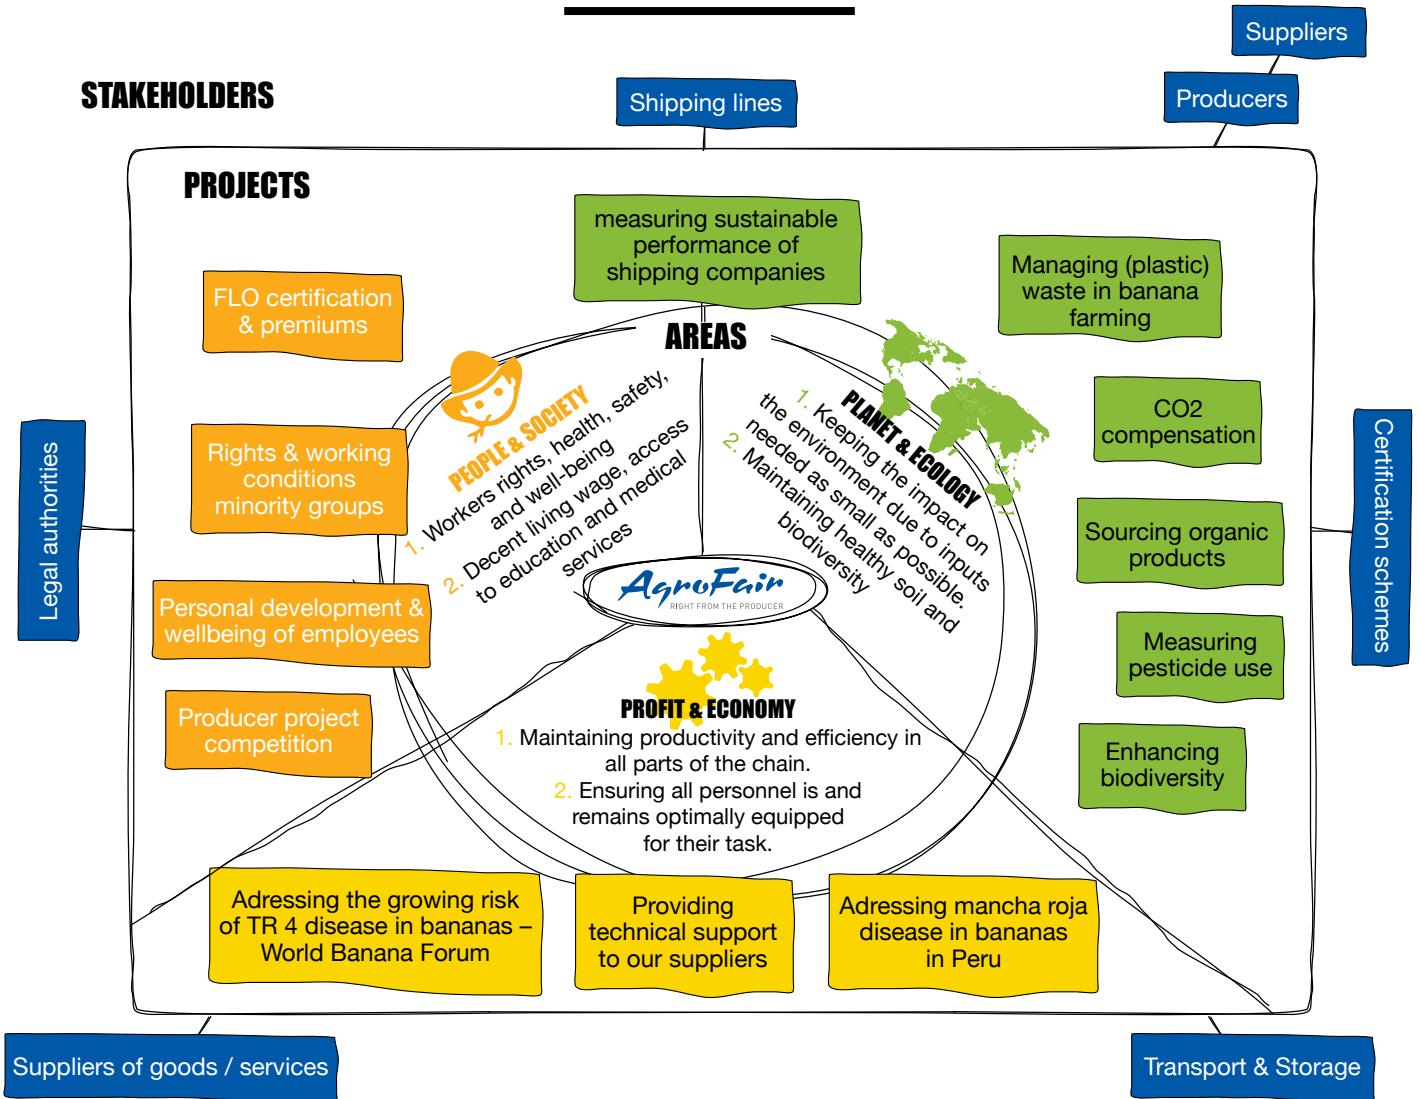 STAKEHOLDERS
Suppliers
Producers
Shipping lines
PROJECTS
measuring sustainable
performance of
shipping companies
FLO certification
& premiums
Managing (plastic)
waste in banana
farming
AREAS
PEOPLE & SOCIETY
1. Workers rights, health, safety,
and well-being
2. Decent living wage, access
to education and medical
services
PLANET & ECOLOGY
1. Keeping the impact on
the environment due to inputs
needed as small as possible.
2. Maintaining healthy soil and
biodiversity
CO2
compensation
Legal authorities
Rights & working
conditions
minority groups
Certification schemes
Sourcing organic
products
AgroFair
RIGHT FROM THE PRODUCER
Personal development &
wellbeing of employees
Measuring
pesticide use
Producer project
competition
PROFIT & ECONOMY
1. Maintaining productivity and efficiency in
all parts of the chain.
2. Ensuring all personnel is and
remains optimally equipped
for their task.
Enhancing
biodiversity
Adressing the growing risk
of TR 4 disease in bananas –
World Banana Forum
Providing
technical support
to our suppliers
Adressing mancha roja
disease in bananas
in Peru
Suppliers of goods / services
Transport & Storage